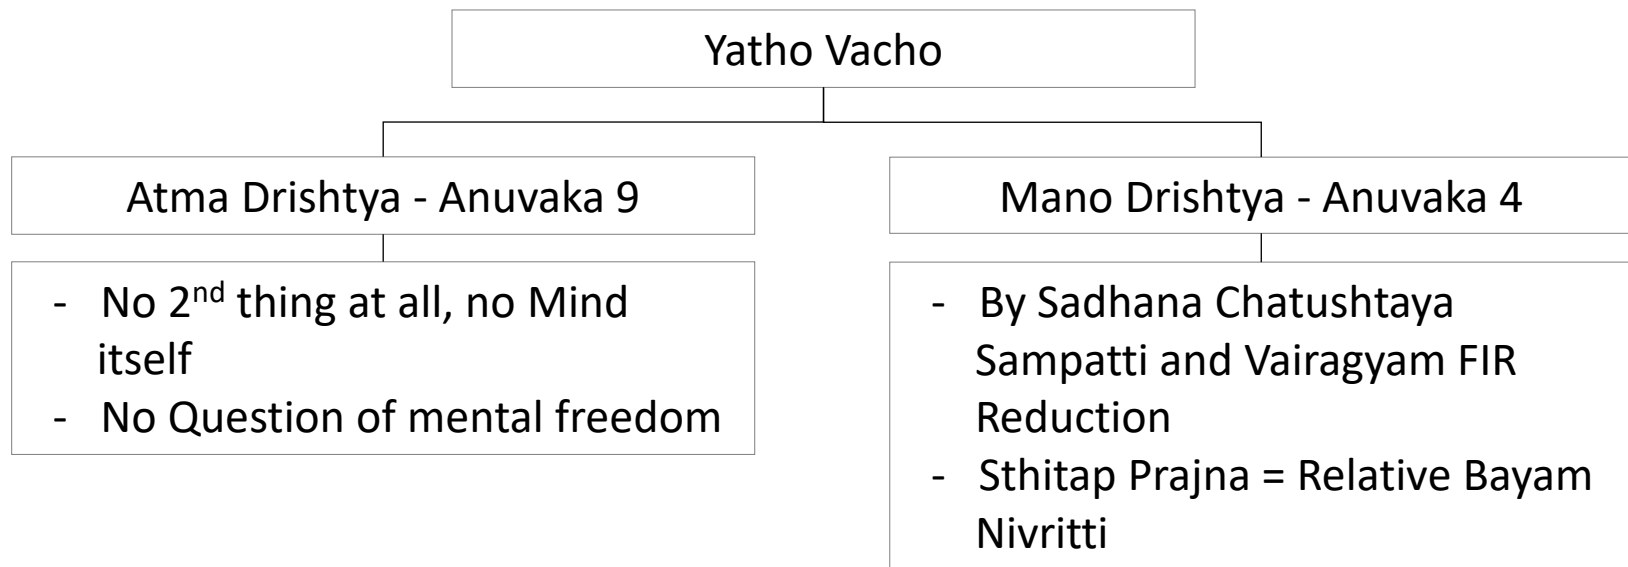 Yatho Vacho
Atma Drishtya - Anuvaka 9
- No 2nd thing at all, no Mind
itself
- No Question of mental freedom
Mano Drishtya - Anuvaka 4
- By Sadhana Chatushtaya
Sampatti and Vairagyam FIR
Reduction
- Sthitap Prajna = Relative Bayam
Nivritti